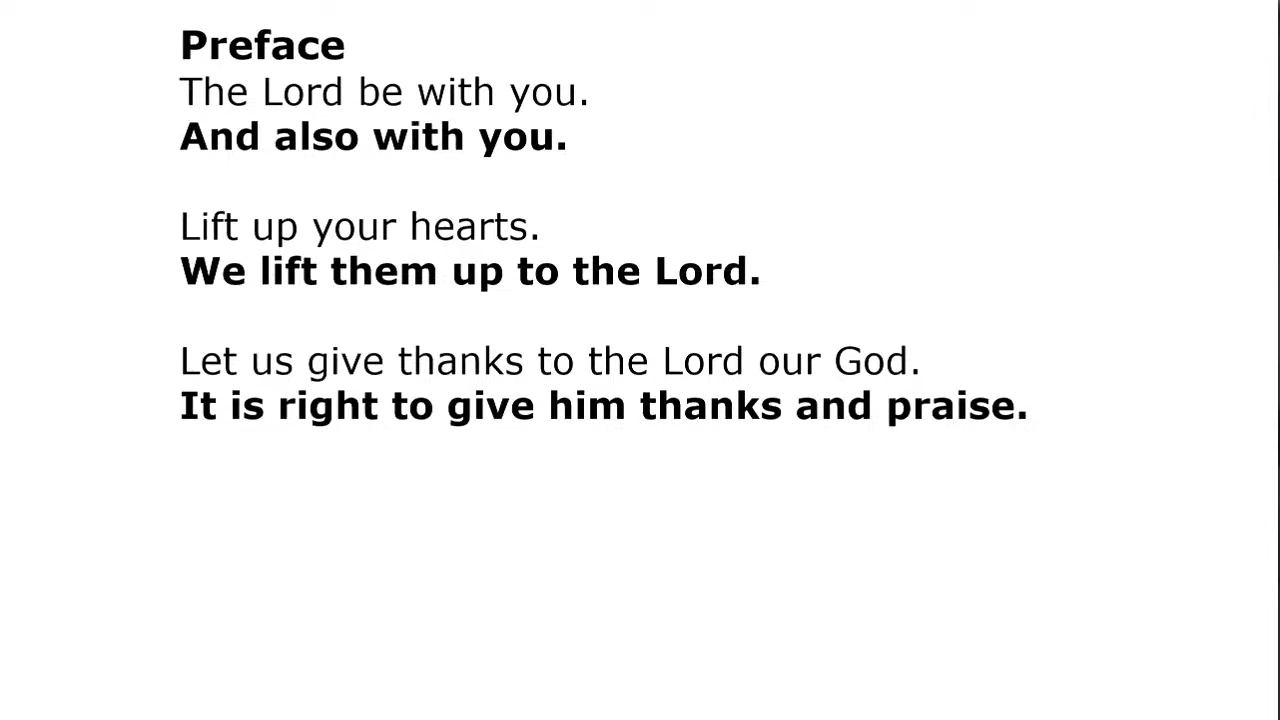 Preface
The Lord be with you.
And also with you.
Lift up your hearts.
We lift them up to the Lord.
Let us give thanks to the Lord our God.
It is right to give him thanks and praise.